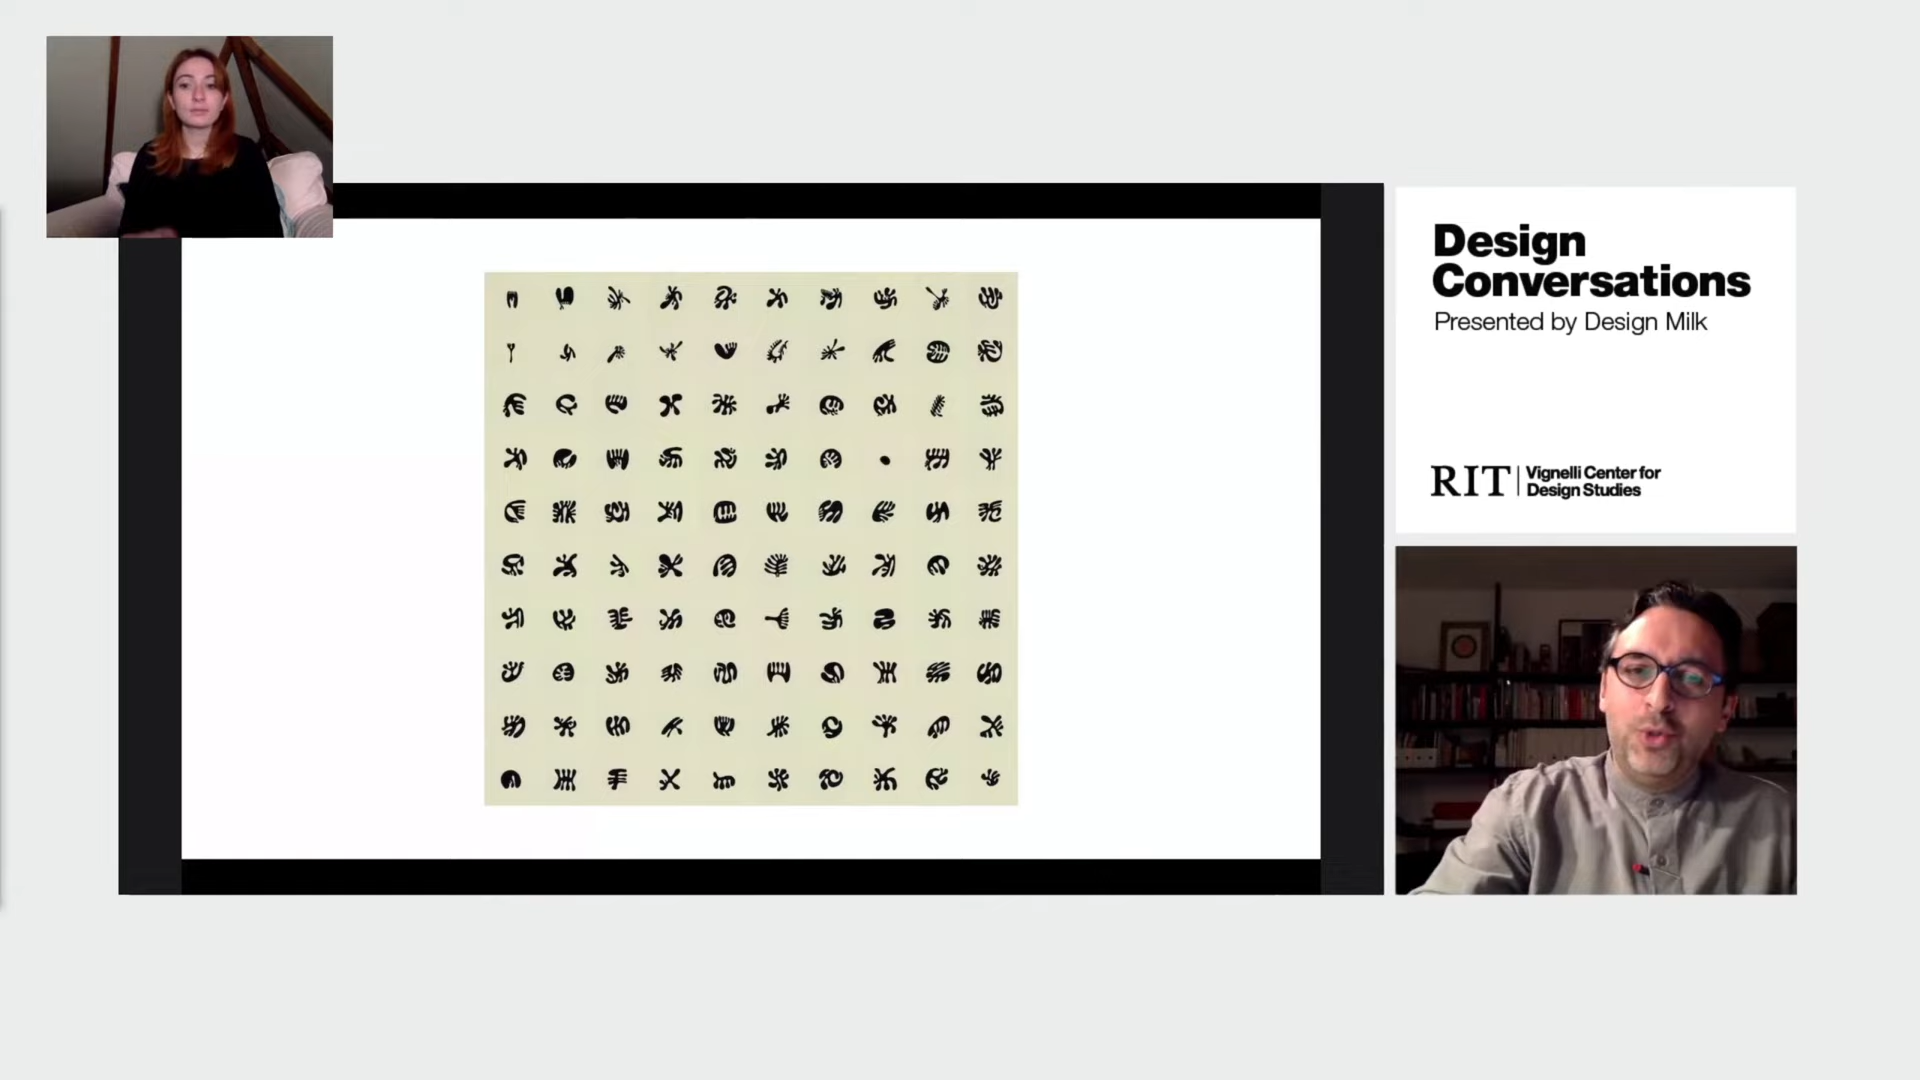 Design
Conversations
Presented by Design Milk
RIT | Vignelli Center for
Design Studies